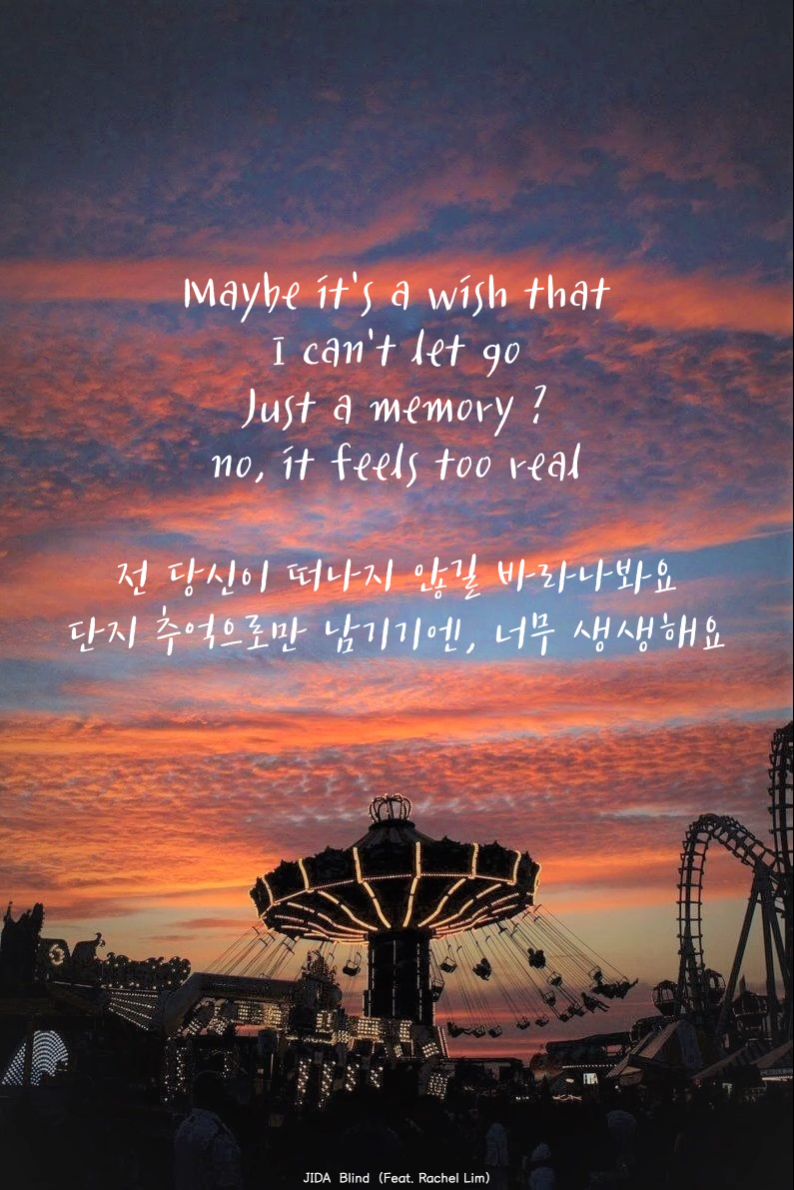 Maybe it's a wish that
I can't let go
Just a memory ?
no, it feels too real
전 당신이 떠나지 않길 바라나봐요
단지 추억으로만 남기기엔, 너무 생생해요
JIDA Blind (Feat. Rachel Lim)